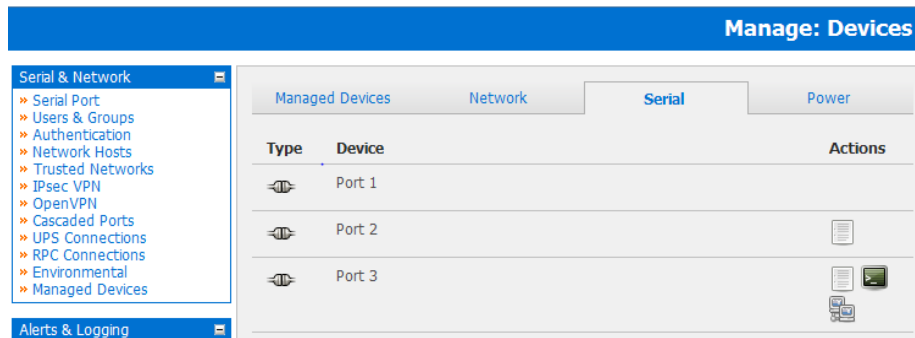 Manage: Devices
Serial & Network
» Serial Port
» Users & Groups
» Authentication
» Network Hosts
» Trusted Networks
» IPsec VPN
» OpenVPN
» Cascaded Ports
» UPS Connections
» RPC Connections
» Environmental
» Managed Devices
Alerts & Logging
Managed Devices Network Serial Power
Type Device Actions
Port 1
Port 2
Port 3